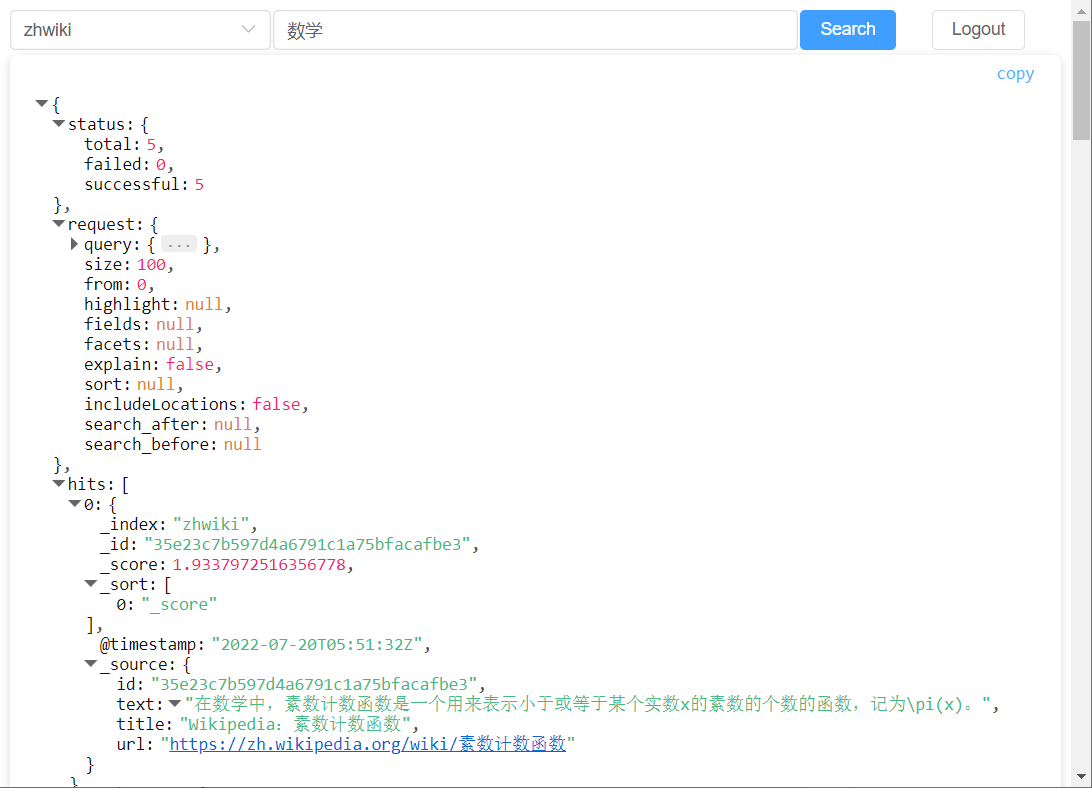 zhwiki 数学 Search Logout
copy
{
status: {
total: 5,
failed: 0,
successful: 5
},
request: {
query: { ... },
size: 100,
from: 0,
highlight: null,
fields: null,
facets: null,
explain: false,
sort: null,
includeLocations: false,
search_after: null,
search_before: null
},
hits: [
0: {
_index: "zhwiki",
_id: "35e23c7b597d4a6791c1a75bfacafbe3",
_score: 1.9337972516356778,
_sort: [
0: "_score"
],
@timestamp: "2022-07-20T05:51:32Z",
_source: {
id: "35e23c7b597d4a6791c1a75bfacafbe3",
text: "在数学中，素数计数函数是一个用来表示小于或等于某个实数x的素数的个数的函数，记为\pi(x)。",
title: "Wikipedia：素数计数函数",
url: "https://zh.wikipedia.org/wiki/素数计数函数"
}
}